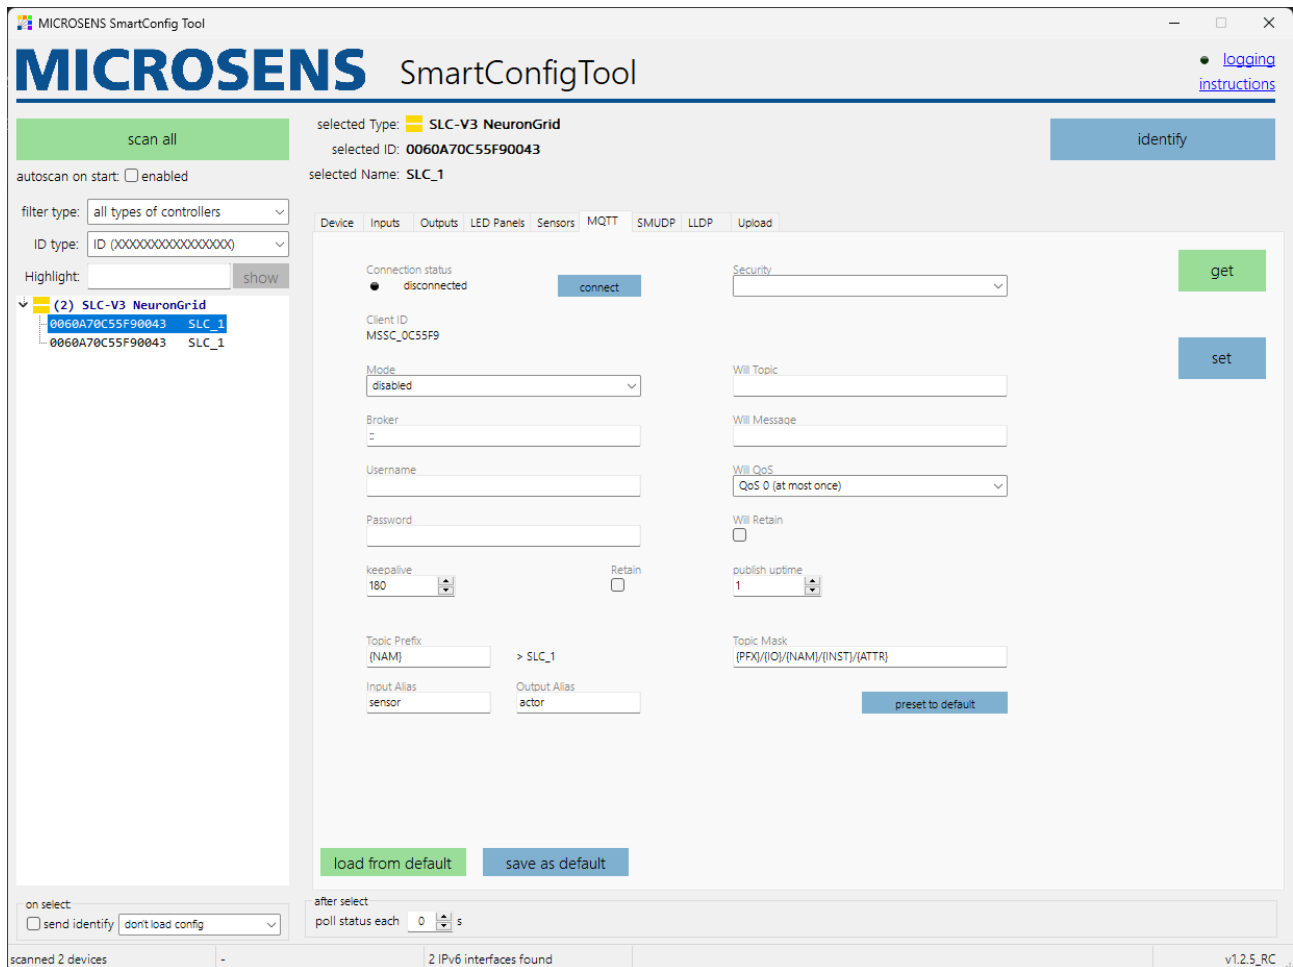 MICROSENS SmartConfig Tool
MICROSENS SmartConfigTool
logging
instructions
scan all
autoscan on start: enabled
filter type: all types of controllers
ID type: ID (XXXXXXXXXXXXXXXX)
Highlight: show
(2) SLC-V3 NeuronGrid
0060A70C55F90043 SLC_1
0060A70C55F90043 SLC_1
selected Type: SLC-V3 NeuronGrid
selected ID: 0060A70C55F90043
selected Name: SLC_1
identify
Device Inputs Outputs LED Panels Sensors MQTT SMUDP LLDP Upload
Connection status
disconnected connect
Security
get
Client ID
MSSC_0C55F9
set
Mode
disabled
Will Topic
Broker
::
Will Message
Username
Will QoS
QoS 0 (at most once)
Password
Will Retain
keepalive
180
Retain
publish uptime
1
Topic Prefix
{NAM} > SLC_1
Topic Mask
{PFX}/{IO}/{NAM}/{INST}/{ATTR}
Input Alias
sensor
Output Alias
actor
preset to default
load from default save as default
on select:
send identify don't load config
after select
poll status each 0 s
scanned 2 devices - 2 IPv6 interfaces found v1.2.5_RC